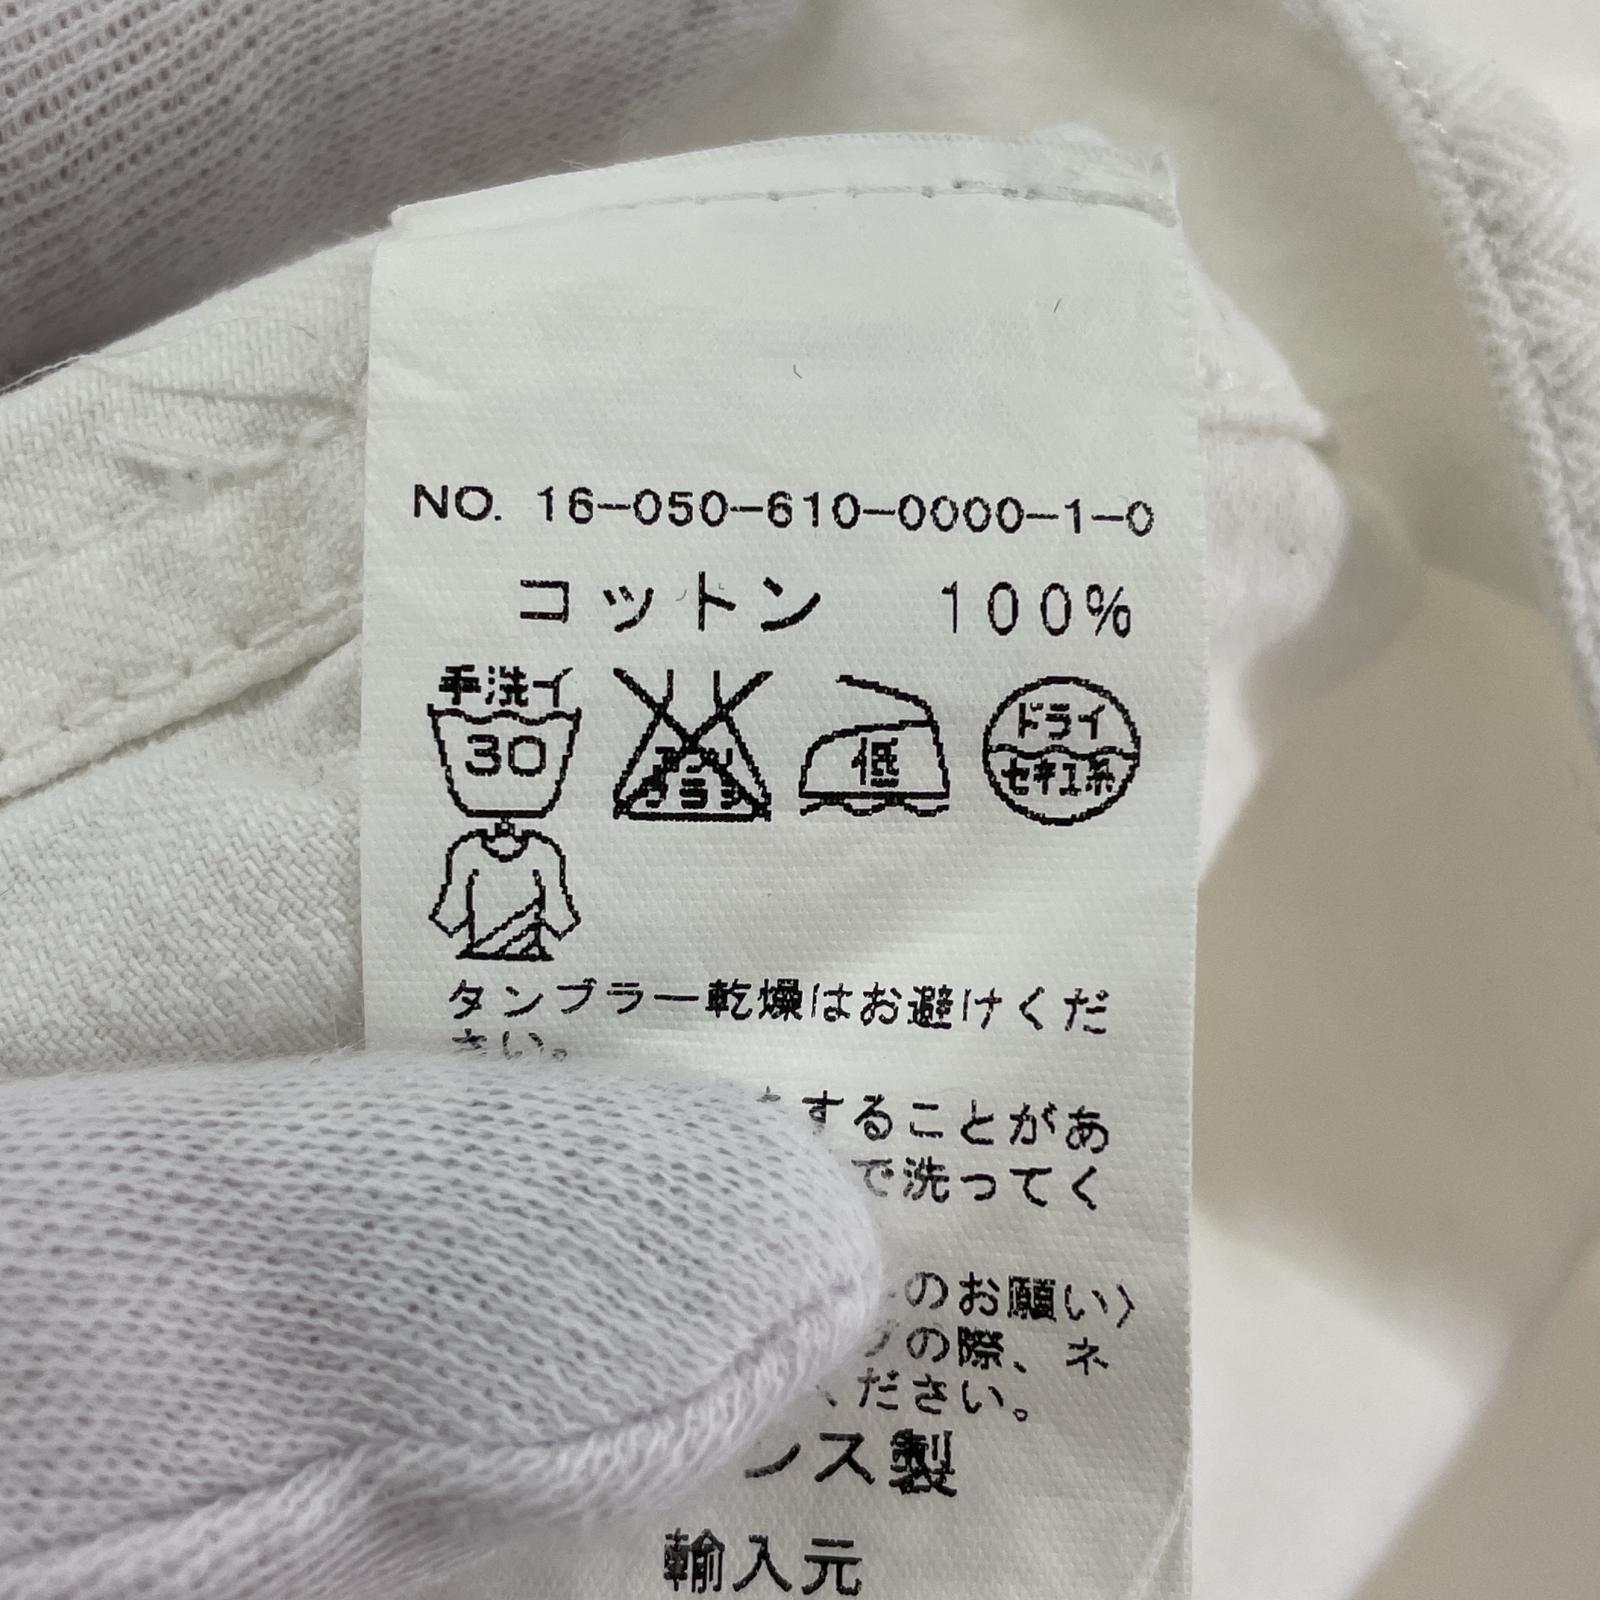 NO. 16-050-610-0000-1-0
コットン 100%
手洗イ
30
低
ドライ
セキユ系
タンブラー乾燥はお避けくだ
さい。
することがあ
で洗ってく
のお願い〉
の際、ネ
ください。
ンス製
輸入元